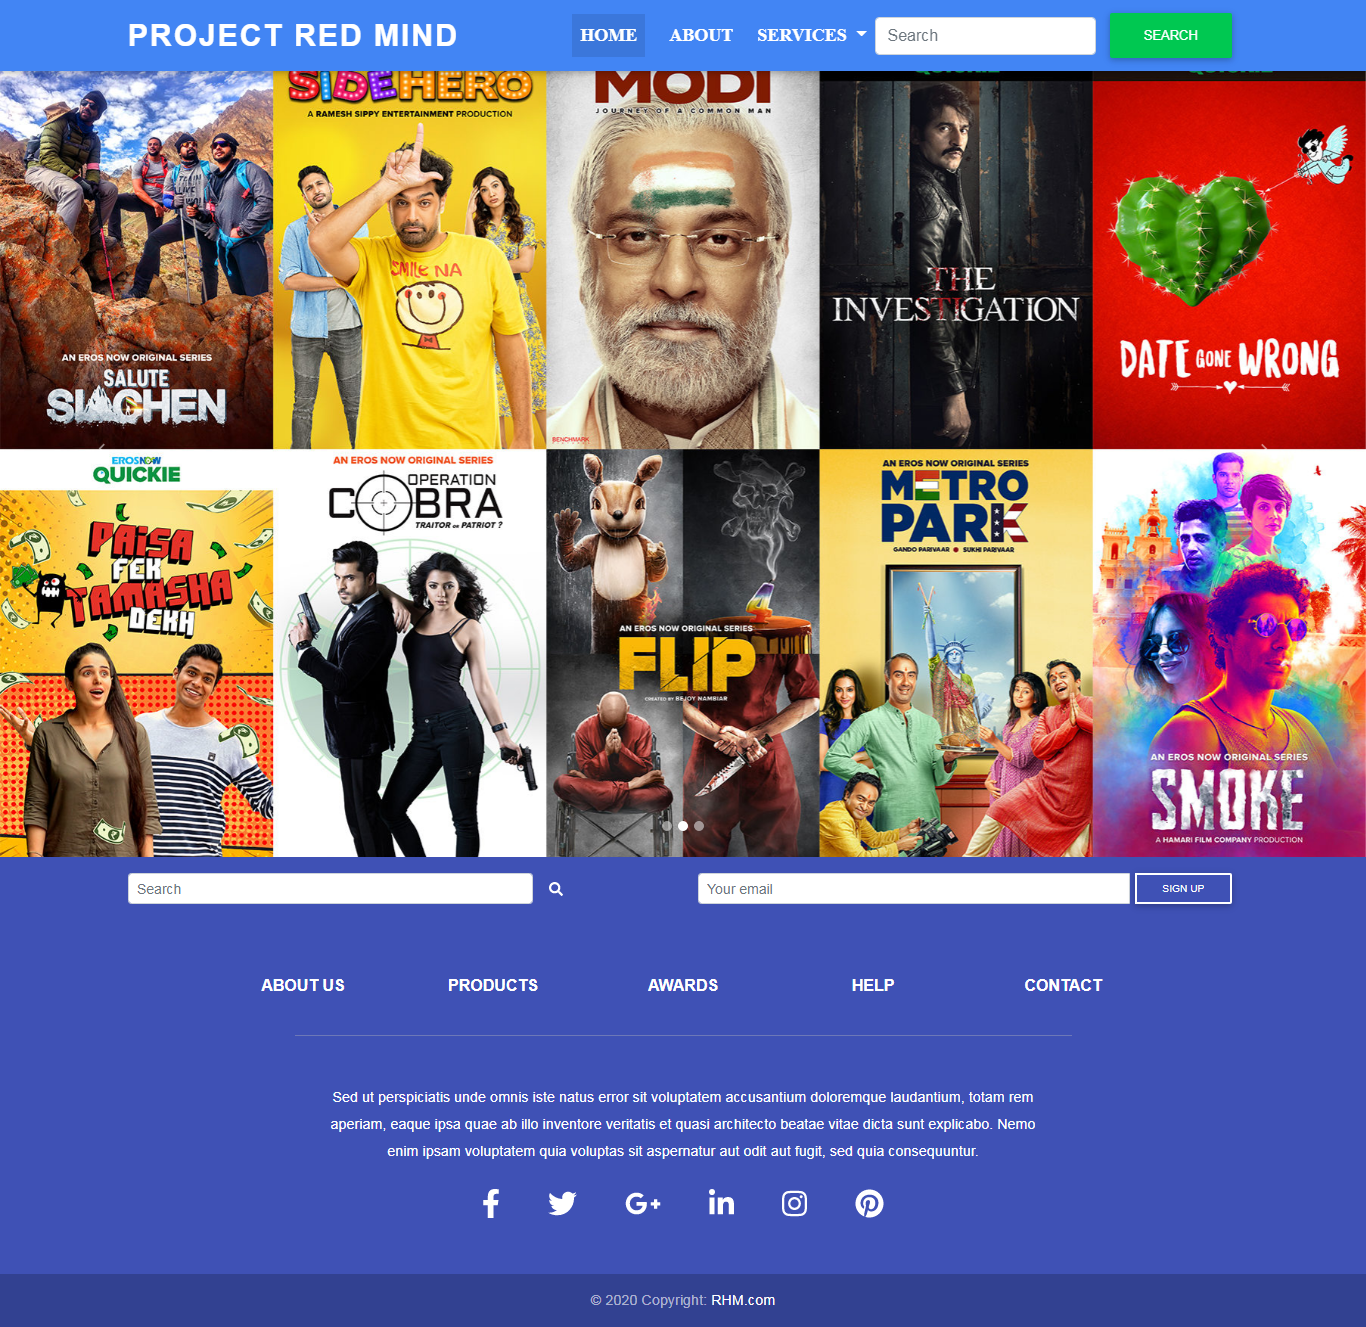 PROJECT RED MIND
HOME
ABOUT
SERVICES
Search
SEARCH
SIDEHERO
A RAMESH SIPPY ENTERTAINMENT PRODUCTION
SMILE NA
MODI
JOURNEY OF A COMMON MAN
BENCHMARK
QUICKIE
THE
INVESTIGATION
QUICKIE
DATE GONE WRONG
AN EROS NOW ORIGINAL SERIES
SALUTE
SIACHEN
EROSNOW
QUICKIE
PAISA
FEK
TAMASHA
DEKH
AN EROS NOW ORIGINAL SERIES
OPERATION
COBRA
TRAITOR OR PATRIOT ?
AN EROS NOW ORIGINAL SERIES
FLIP
CREATED BY BEJOY NAMBIAR
AN EROS NOW ORIGINAL SERIES
METRO
PARK
GANDO PARIVAAR • SUKHI PARIVAAR
AN EROS NOW ORIGINAL SERIES
SMOKE
A HAMARI FILM COMPANY PRODUCTION
Search
Your email
SIGN UP
ABOUT US
PRODUCTS
AWARDS
HELP
CONTACT
Sed ut perspiciatis unde omnis iste natus error sit voluptatem accusantium doloremque laudantium, totam rem
aperiam, eaque ipsa quae ab illo inventore veritatis et quasi architecto beatae vitae dicta sunt explicabo. Nemo
enim ipsam voluptatem quia voluptas sit aspernatur aut odit aut fugit, sed quia consequuntur.
© 2020 Copyright: RHM.com